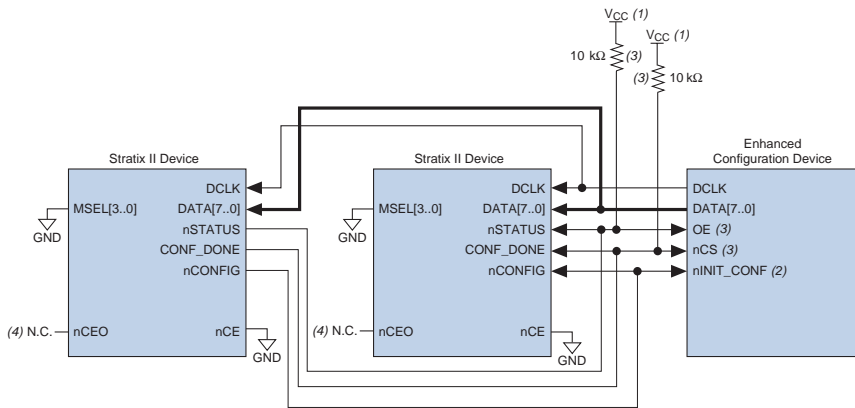 VCC (1)
VCC (1)
10 kΩ
(3)
(3)
10 kΩ
Stratix II Device
Stratix II Device
Enhanced
Configuration Device
DCLK
DATA[7..0]
nSTATUS
CONF_DONE
nCONFIG
MSEL[3..0]
GND
(4) N.C.
nCEO
nCE
GND
DCLK
DATA[7..0]
nSTATUS
CONF_DONE
nCONFIG
MSEL[3..0]
GND
(4) N.C.
nCEO
nCE
GND
DCLK
DATA[7..0]
OE (3)
nCS (3)
nINIT_CONF (2)